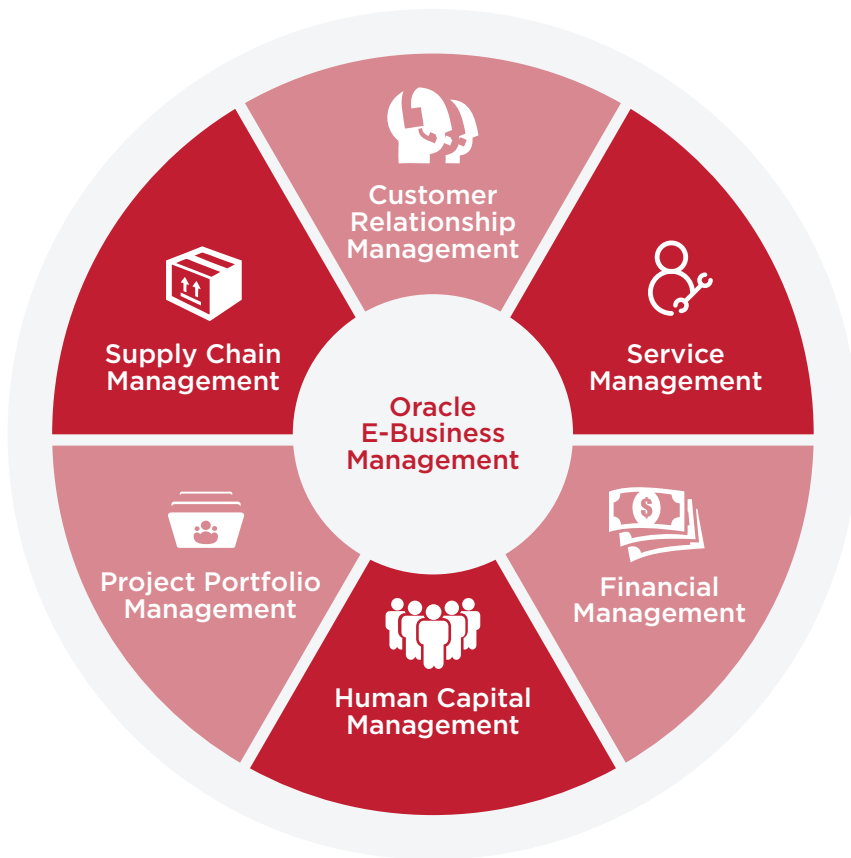 Customer
Relationship
Management
Supply Chain
Management
Service
Management
Oracle
E-Business
Management
Project Portfolio
Management
$
Financial
Management
Human Capital
Management